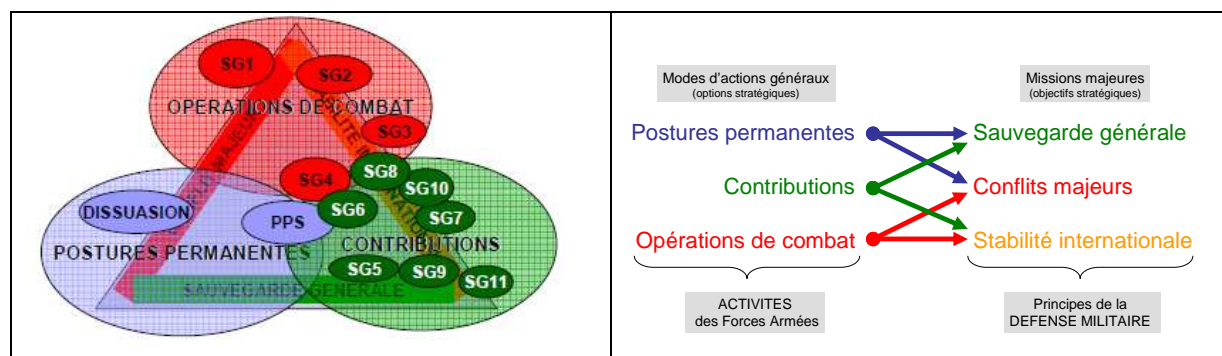 SG1
SG2
OPERATIONS DE COMBAT
SG3
SG4
SG8
SG10
SG6
SG7
DISSUASION
PPS
POSTURES PERMANENTES
CONTRIBUTIONS
SG5
SG9
SG11
SAUVEGARDE GENERALE
Modes d'actions généraux
(options stratégiques)
Missions majeures
(objectifs stratégiques)
Postures permanentes
Sauvegarde générale
Contributions
Conflits majeurs
Opérations de combat
Stabilité internationale
ACTIVITES
des Forces Armées
Principes de la
DEFENSE MILITAIRE